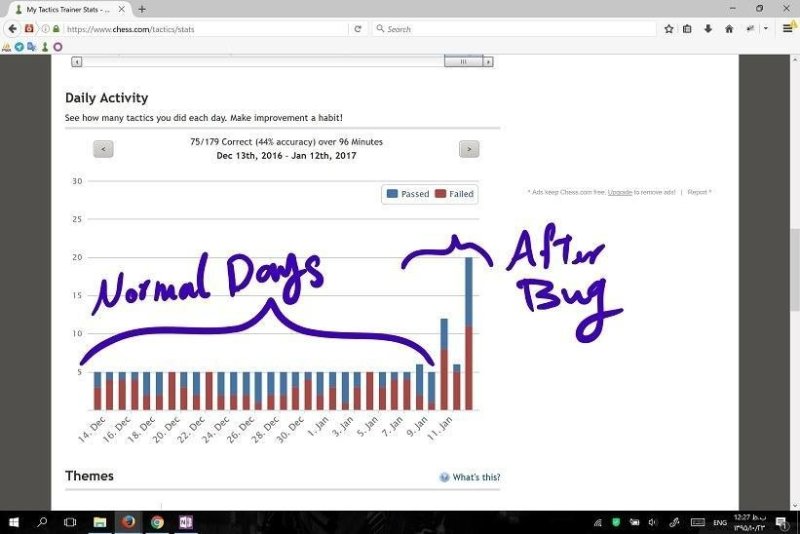 My Tactics Trainer Stats - ...
https://www.chess.com/tactics/stats
Search
Daily Activity
See how many tactics you did each day. Make improvement a habit!
75/179 Correct (44% accuracy) over 96 Minutes
Dec 13th, 2016 - Jan 12th, 2017
< >
Passed Failed
* Ads keep Chess.com free. Upgrade to remove ads! | Report *
30
25
20
15
10
5
Normal Days
After
Bug
14. Dec 16. Dec 18. Dec 20. Dec 22. Dec 24. Dec 26. Dec 28. Dec 30. Dec 1. Jan 3. Jan 5. Jan 7. Jan 9. Jan 11. Jan
Themes
What's this?
ENG
12:27 ب.ظ
۱۳۹۵/۱۰/۲۳